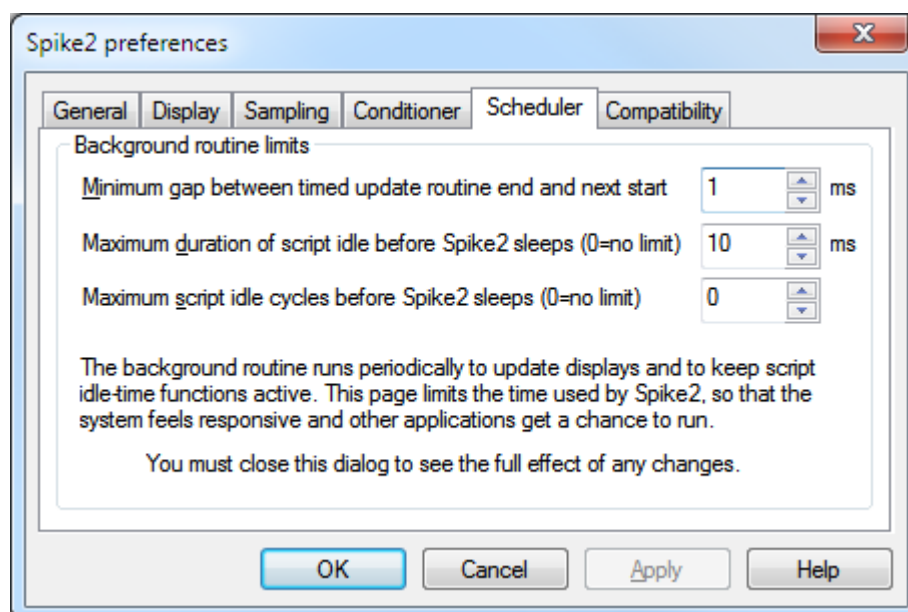 Spike2 preferences
General Display Sampling Conditioner Scheduler Compatibility
Background routine limits
Minimum gap between timed update routine end and next start 1 ms
Maximum duration of script idle before Spike2 sleeps (0=no limit) 10 ms
Maximum script idle cycles before Spike2 sleeps (0=no limit) 0
The background routine runs periodically to update displays and to keep script
idle-time functions active. This page limits the time used by Spike2, so that the
system feels responsive and other applications get a chance to run.
You must close this dialog to see the full effect of any changes.
OK Cancel Apply Help